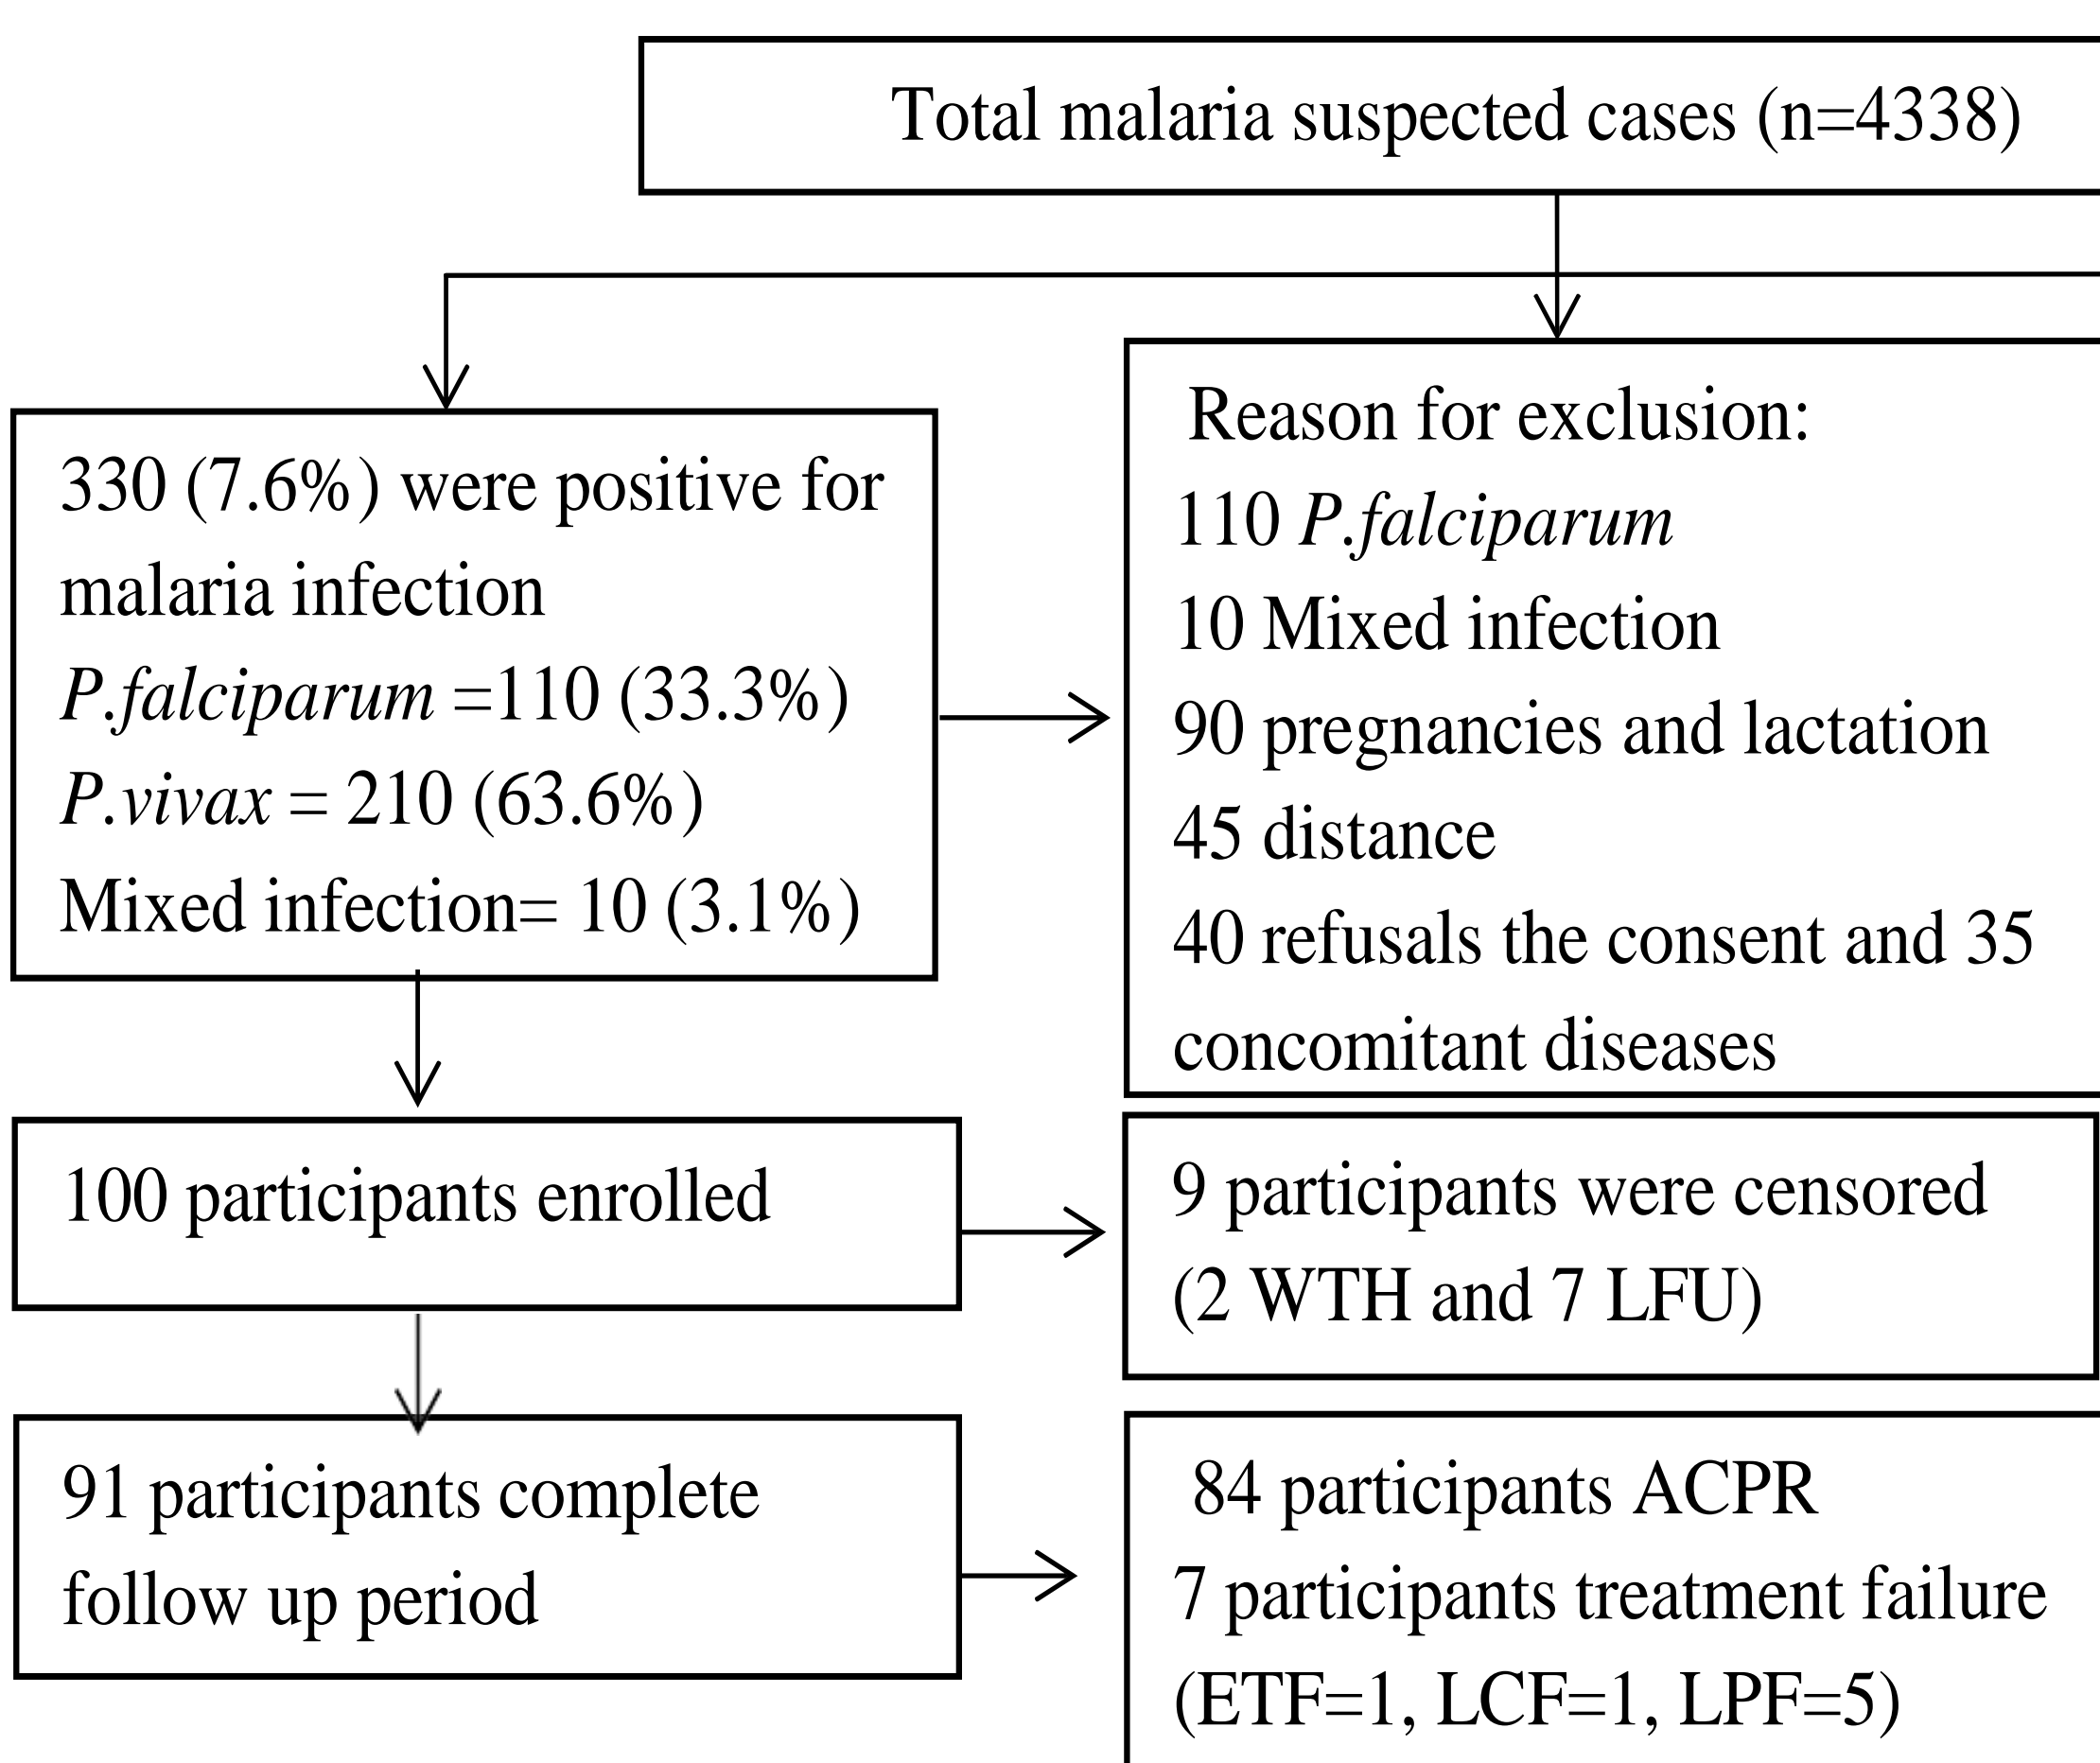 Total malaria suspected cases (n=4338)
330 (7.6%) were positive for
malaria infection
P.falciparum =110 (33.3%)
P.vivax = 210 (63.6%)
Mixed infection= 10 (3.1%)
Reason for exclusion:
110 P.falciparum
10 Mixed infection
90 pregnancies and lactation
45 distance
40 refusals the consent and 35
concomitant diseases
100 participants enrolled
9 participants were censored
(2 WTH and 7 LFU)
91 participants complete
follow up period
84 participants ACPR
7 participants treatment failure
(ETF=1, LCF=1, LPF=5)